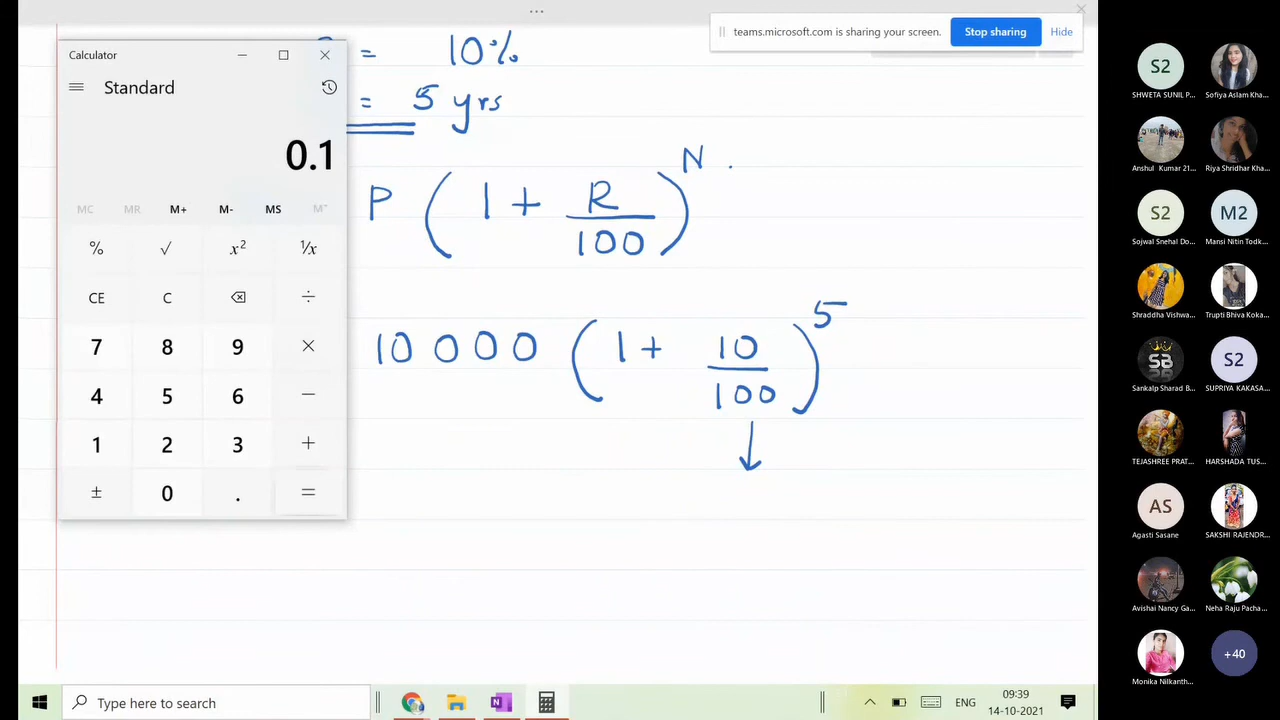 ...
teams.microsoft.com is sharing your screen. Stop sharing Hide
Calculator
Standard
0.1
MC MR M+ M- MS M˅
% √ x² ¹/x
CE C ÷
7 8 9 ×
4 5 6 −
1 2 3 +
± 0 . =
= 10%
= 5 yrs
P ( 1 + R/100 )^N .
10000 ( 1 + 10/100 )^5
↓
S2
SHWETA SUNIL P... Sofiya Aslam Kha...
Anshul Kumar 21... Riya Shridhar Kha...
S2 M2
Sojwal Snehal Do... Mansi Nitin Todk...
Shraddha Vishwa... Trupti Bhiva Koka...
SB S2
Sankalp Sharad B... SUPRIYA KAKASA...
TEJASHREE PRAT... HARSHADA TUS...
AS
Agasti Sasane SAKSHI RAJENDR...
Avishai Nancy Ga... Neha Raju Pacha...
+40
Monika Nilkanth...
Type here to search
ENG
09:39
14-10-2021